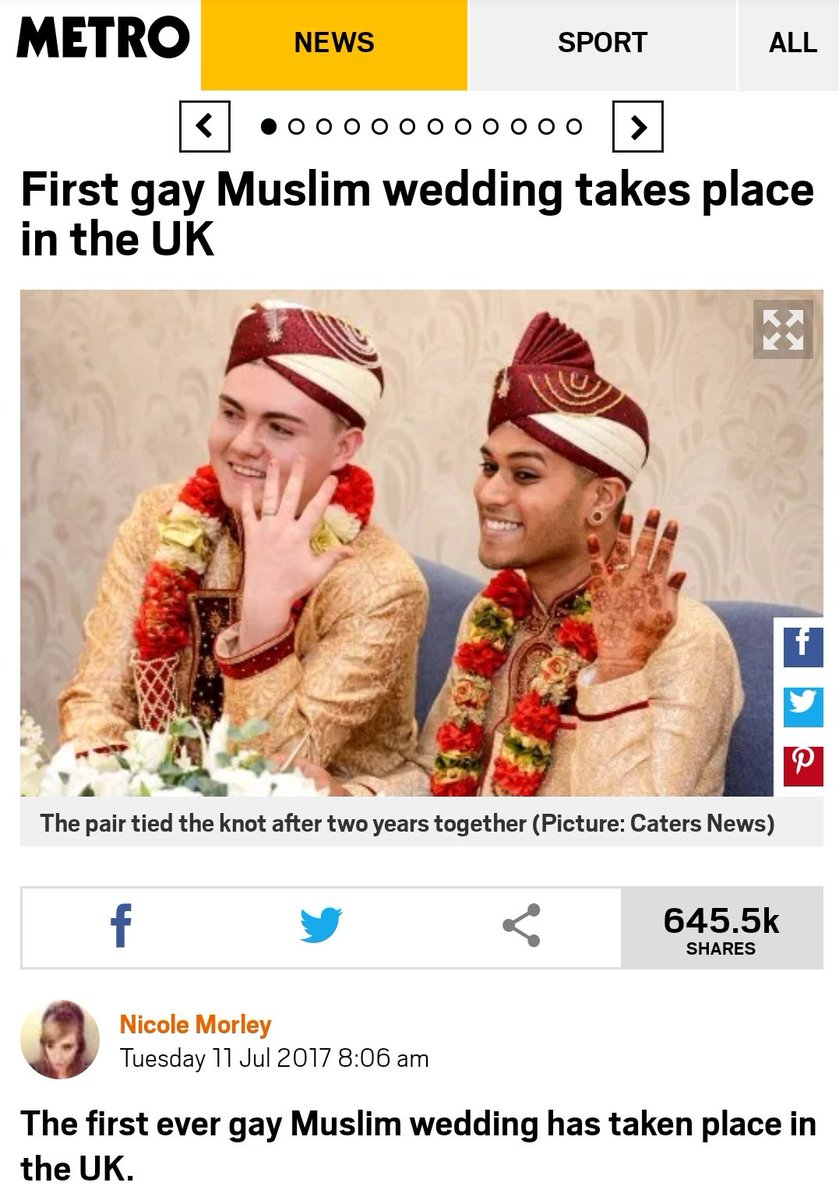 METRO NEWS SPORT ALL
First gay Muslim wedding takes place
in the UK
The pair tied the knot after two years together (Picture: Caters News)
645.5k
SHARES
Nicole Morley
Tuesday 11 Jul 2017 8:06 am
The first ever gay Muslim wedding has taken place in
the UK.